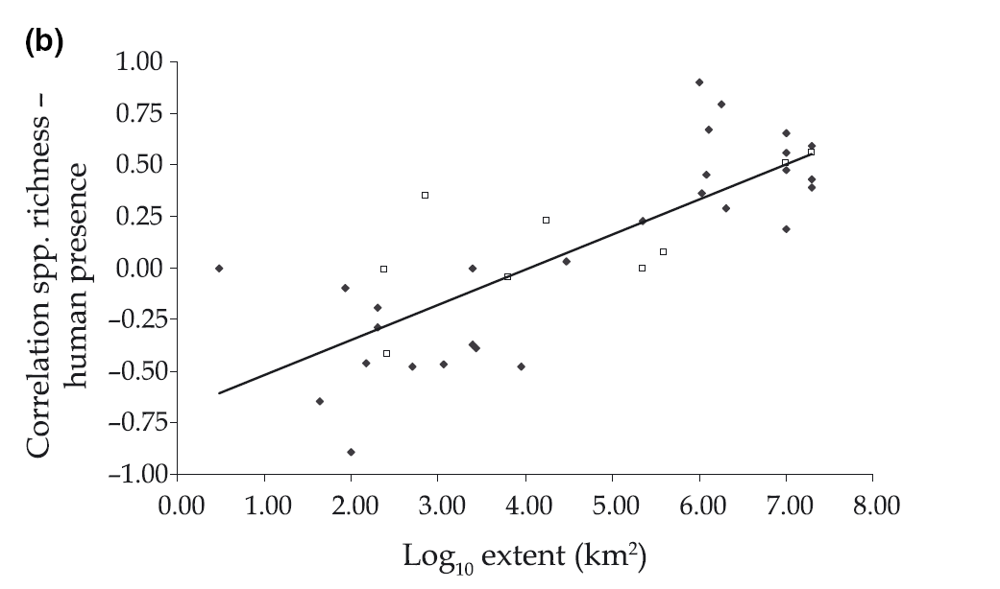 (b)
Correlation spp. richness –
human presence
1.00
0.75
0.50
0.25
0.00
–0.25
–0.50
–0.75
–1.00
0.00 1.00 2.00 3.00 4.00 5.00 6.00 7.00 8.00
Log₁₀ extent (km²)